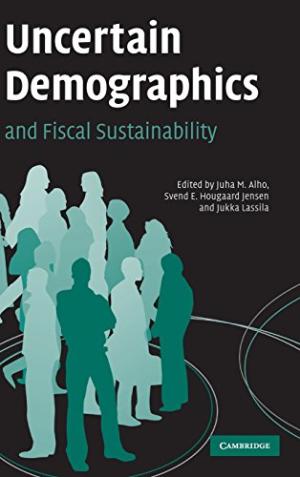 Uncertain
Demographics
and Fiscal Sustainability
Edited by Juha M. Alho,
Svend E. Hougaard Jensen
and Jukka Lassila
CAMBRIDGE